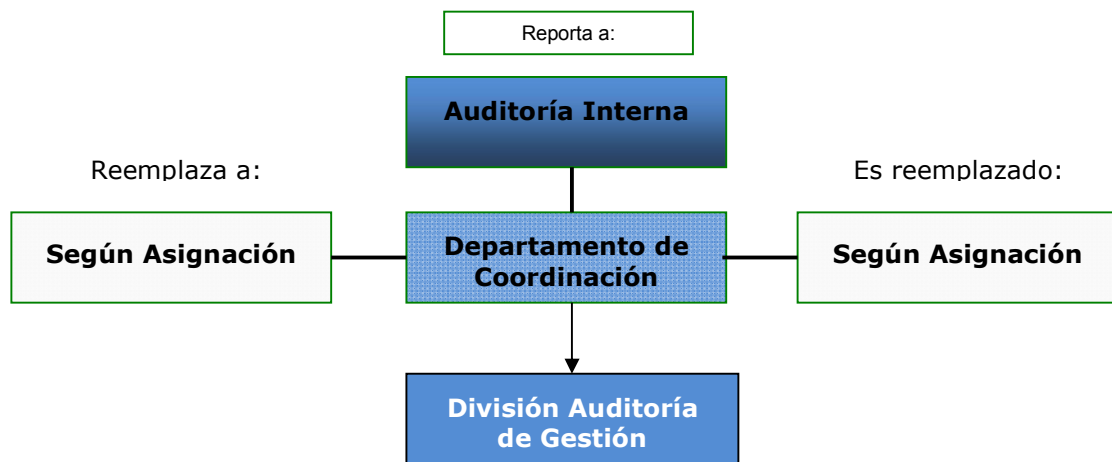 Reporta a:
Auditoría Interna
Reemplaza a:
Es reemplazado:
Según Asignación
Departamento de
Coordinación
Según Asignación
División Auditoría
de Gestión